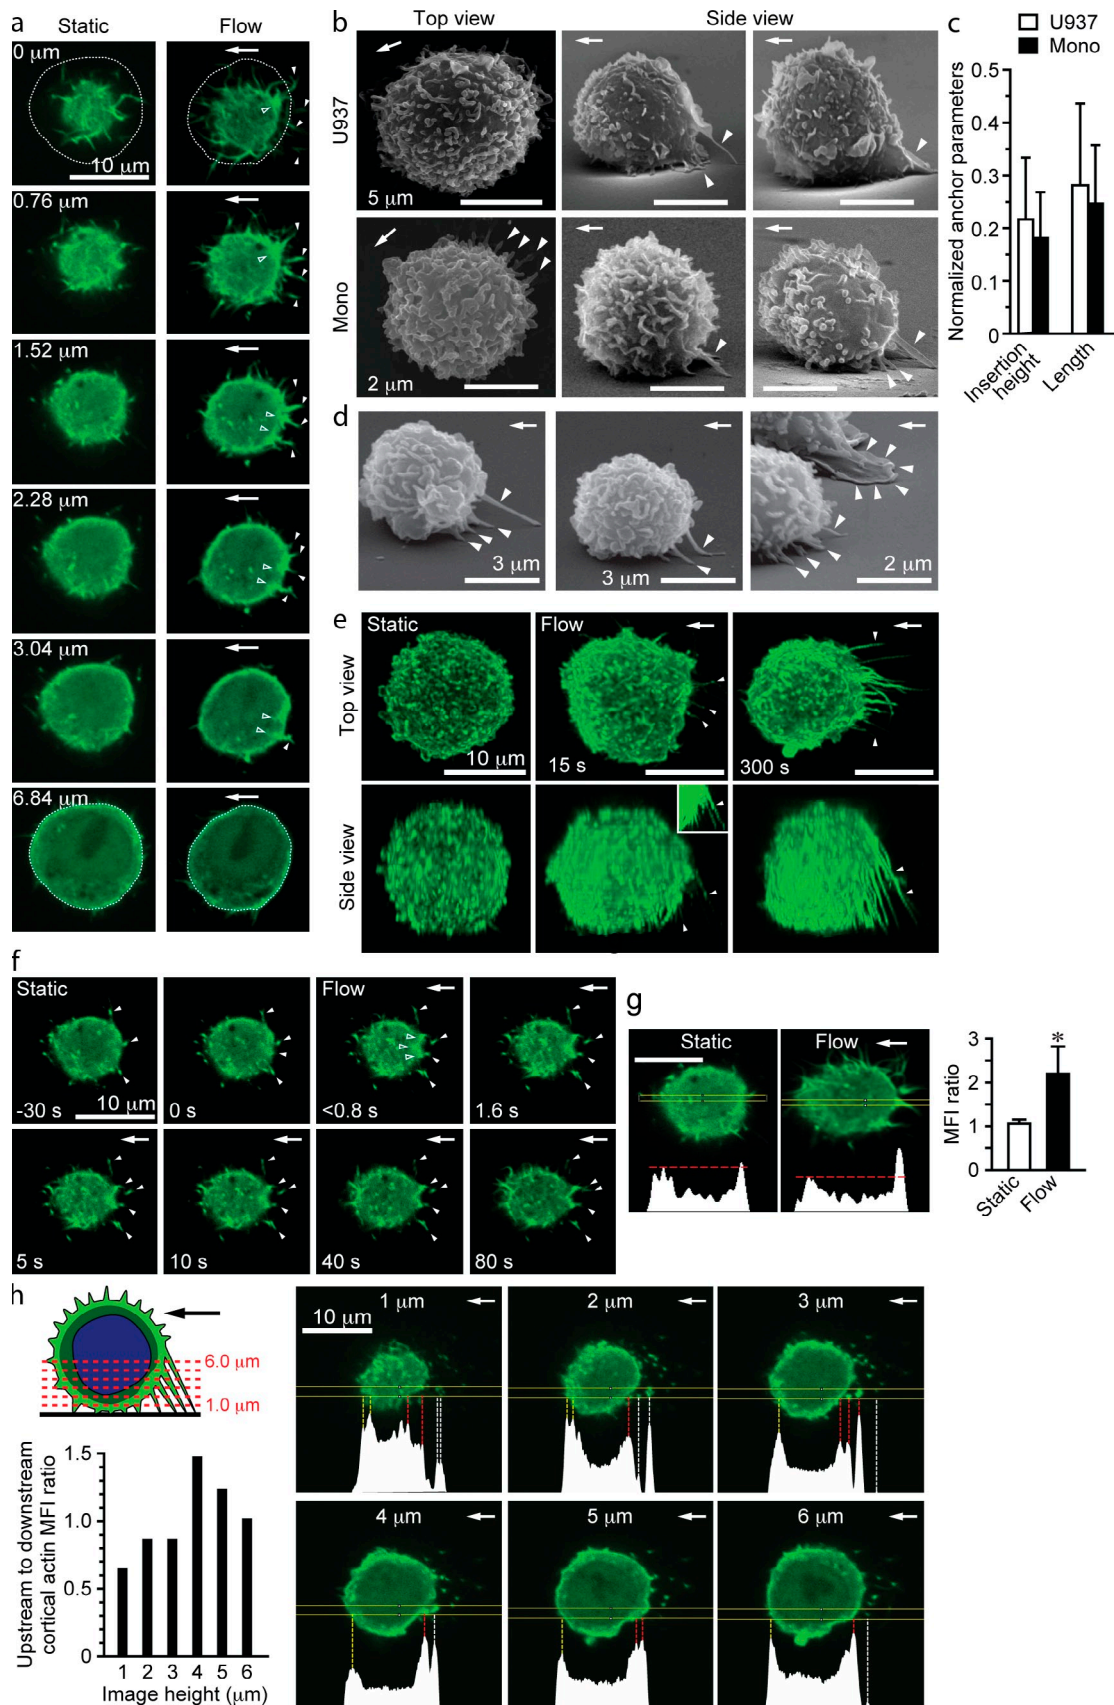 a
Static
Flow
0 µm
10 µm
0.76 µm
1.52 µm
2.28 µm
3.04 µm
6.84 µm
b
Top view
Side view
U937
5 µm
Mono
2 µm
c
U937
Mono
Normalized anchor parameters
0.5
0.4
0.3
0.2
0.1
0
Insertion
height
Length
d
3 µm
3 µm
2 µm
e
Static
Flow
Top view
10 µm
15 s
300 s
Side view
f
Static
Flow
-30 s
10 µm
0 s
<0.8 s
1.6 s
5 s
10 s
40 s
80 s
g
Static
Flow
MFI ratio
3
2
1
0
Static
Flow
*
h
6.0 µm
1.0 µm
Upstream to downstream
cortical actin MFI ratio
1.5
1.0
0.5
0
1 2 3 4 5 6
Image height (µm)
1 µm
2 µm
3 µm
10 µm
4 µm
5 µm
6 µm